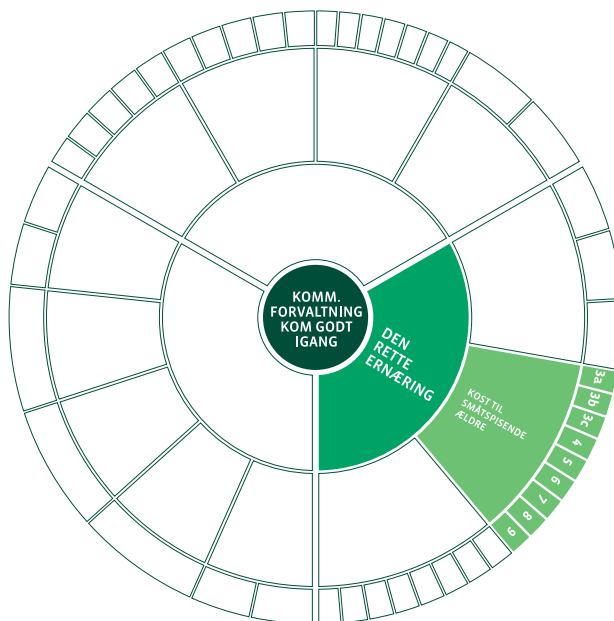 KOMM.
FORVALTNING
KOM GODT
IGANG
DEN
RETTE
ERNÆRING
KOST TIL
SMÅTSPISENDE
ÆLDRE
3a
3b
3c
4
5
6
7
8
9